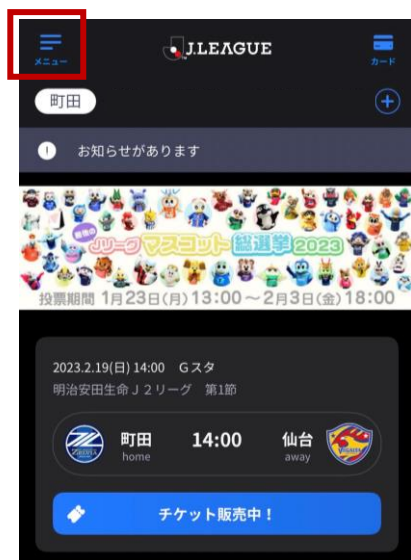 J.LEAGUE
メニュー
カード
町田
お知らせがあります
Jリーグマスコット総選挙2023
投票期間 1月23日(月)13:00～2月3日(金)18:00
2023.2.19(日) 14:00 Gスタ
明治安田生命Ｊ２リーグ 第1節
町田 14:00 仙台
home away
チケット販売中！